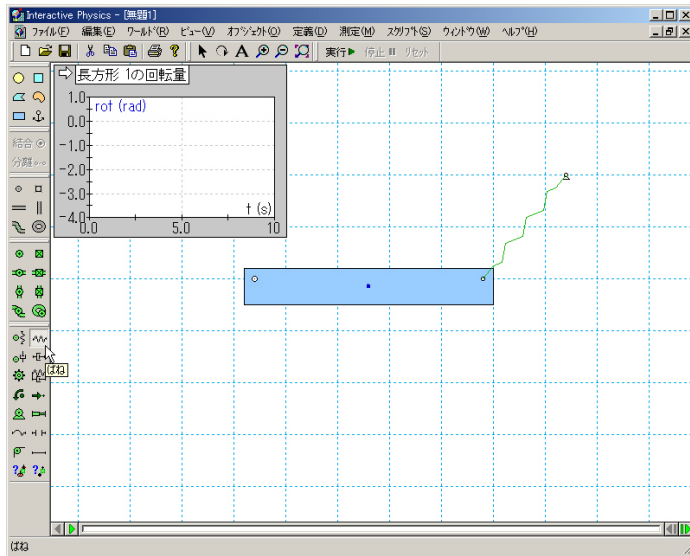 Interactive Physics - [無題1]
ﾌｧｲﾙ(F) 編集(E) ﾜｰﾙﾄﾞ(R) ﾋﾞｭｰ(V) ｵﾌﾞｼﾞｪｸﾄ(O) 定義(D) 測定(M) ｽｸﾘﾌﾟﾄ(S) ｳｨﾝﾄﾞｳ(W) ﾍﾙﾌﾟ(H)
A 実行 停止 ﾘｾｯﾄ
長方形 1の回転量
1.0
rot (rad)
0.0
-1.0
-2.0
-3.0
-4.0
t (s)
0.0 5.0 10
結合
分離
ばね
ばね